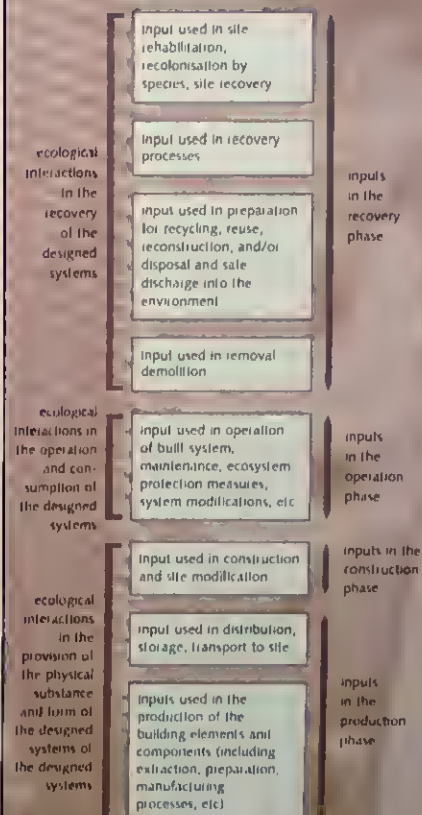 input used in site
rehabilitation,
recolonisation by
species, site recovery
input used in recovery
processes
input used in preparation
for recycling, reuse,
reconstruction, and/or
disposal and safe
discharge into the
environment
input used in removal
demolition
ecological
interactions
in the
recovery
of the
designed
systems
inputs
in the
recovery
phase
ecological
interactions in
the operation
and con-
sumption of
the designed
systems
input used in operation
of built system,
maintenance, ecosystem
protection measures,
system modifications, etc
inputs
in the
operation
phase
input used in construction
and site modification
inputs in the
construction
phase
ecological
interactions
in the
provision of
the physical
substance
and form of
the designed
systems of
the designed
systems
input used in distribution,
storage, transport to site
inputs used in the
production of the
building elements and
components (including
extraction, preparation,
manufacturing
processes, etc)
inputs
in the
production
phase